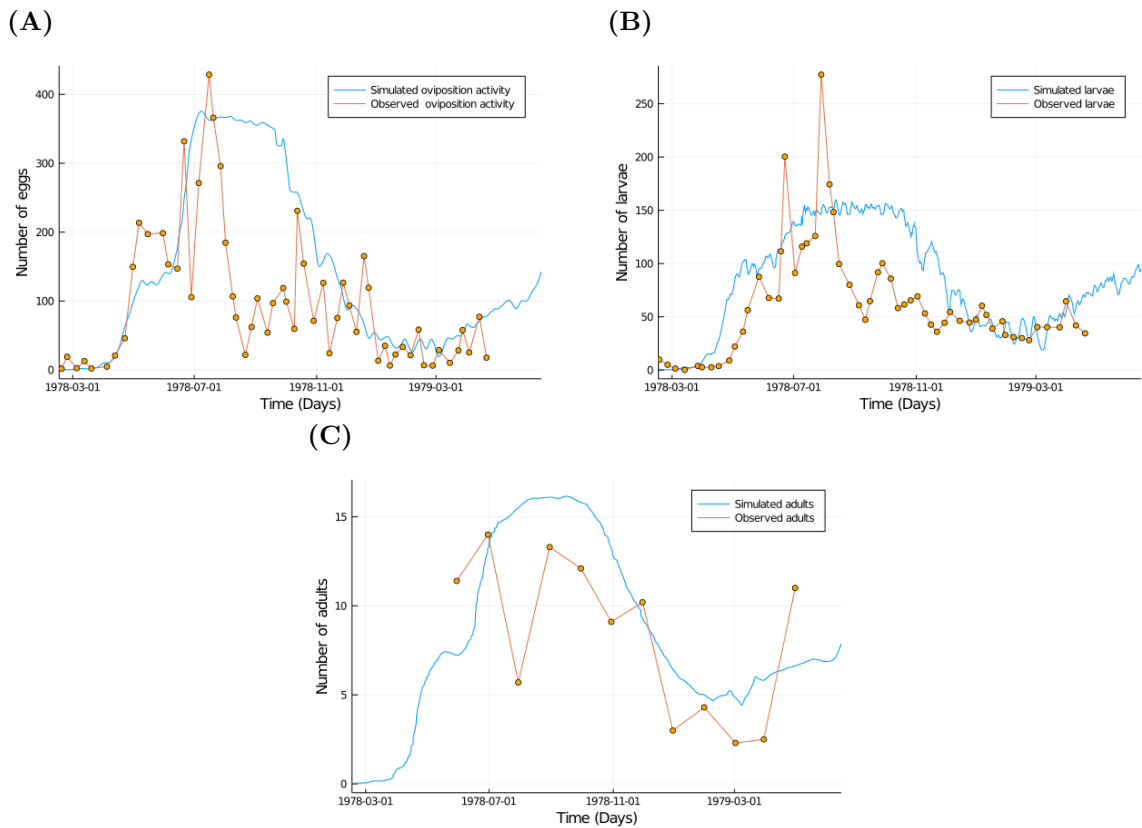 (A)
Number of eggs
400
300
200
100
0
Simulated oviposition activity
Observed oviposition activity
1978-03-01 1978-07-01 1978-11-01 1979-03-01
Time (Days)
(B)
Number of larvae
250
200
150
100
50
0
Simulated larvae
Observed larvae
1978-03-01 1978-07-01 1978-11-01 1979-03-01
Time (Days)
(C)
Number of adults
15
10
5
0
Simulated adults
Observed adults
1978-03-01 1978-07-01 1978-11-01 1979-03-01
Time (Days)